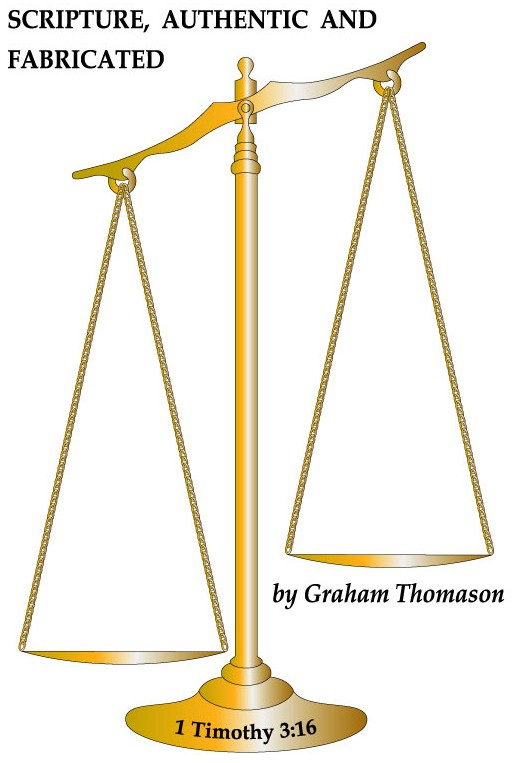 SCRIPTURE, AUTHENTIC AND
FABRICATED
by Graham Thomason
1 Timothy 3:16